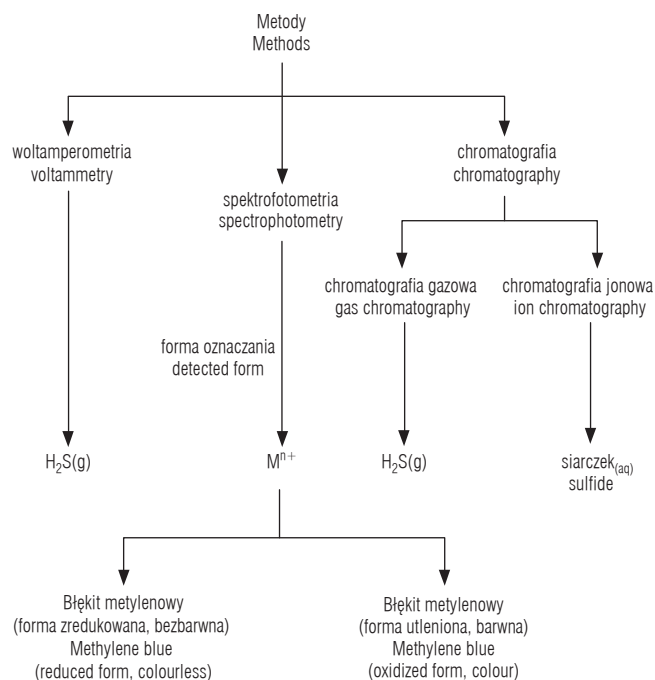 Metody
Methods
woltamperometria
voltammetry
spektrofotometria
spectrophotometry
chromatografia
chromatography
chromatografia gazowa
gas chromatography
chromatografia jonowa
ion chromatography
forma oznaczania
detected form
H₂S(g)
Mⁿ⁺
H₂S(g)
siarczek₍aq₎
sulfide
Błękit metylenowy
(forma zredukowana, bezbarwna)
Methylene blue
(reduced form, colourless)
Błękit metylenowy
(forma utleniona, barwna)
Methylene blue
(oxidized form, colour)